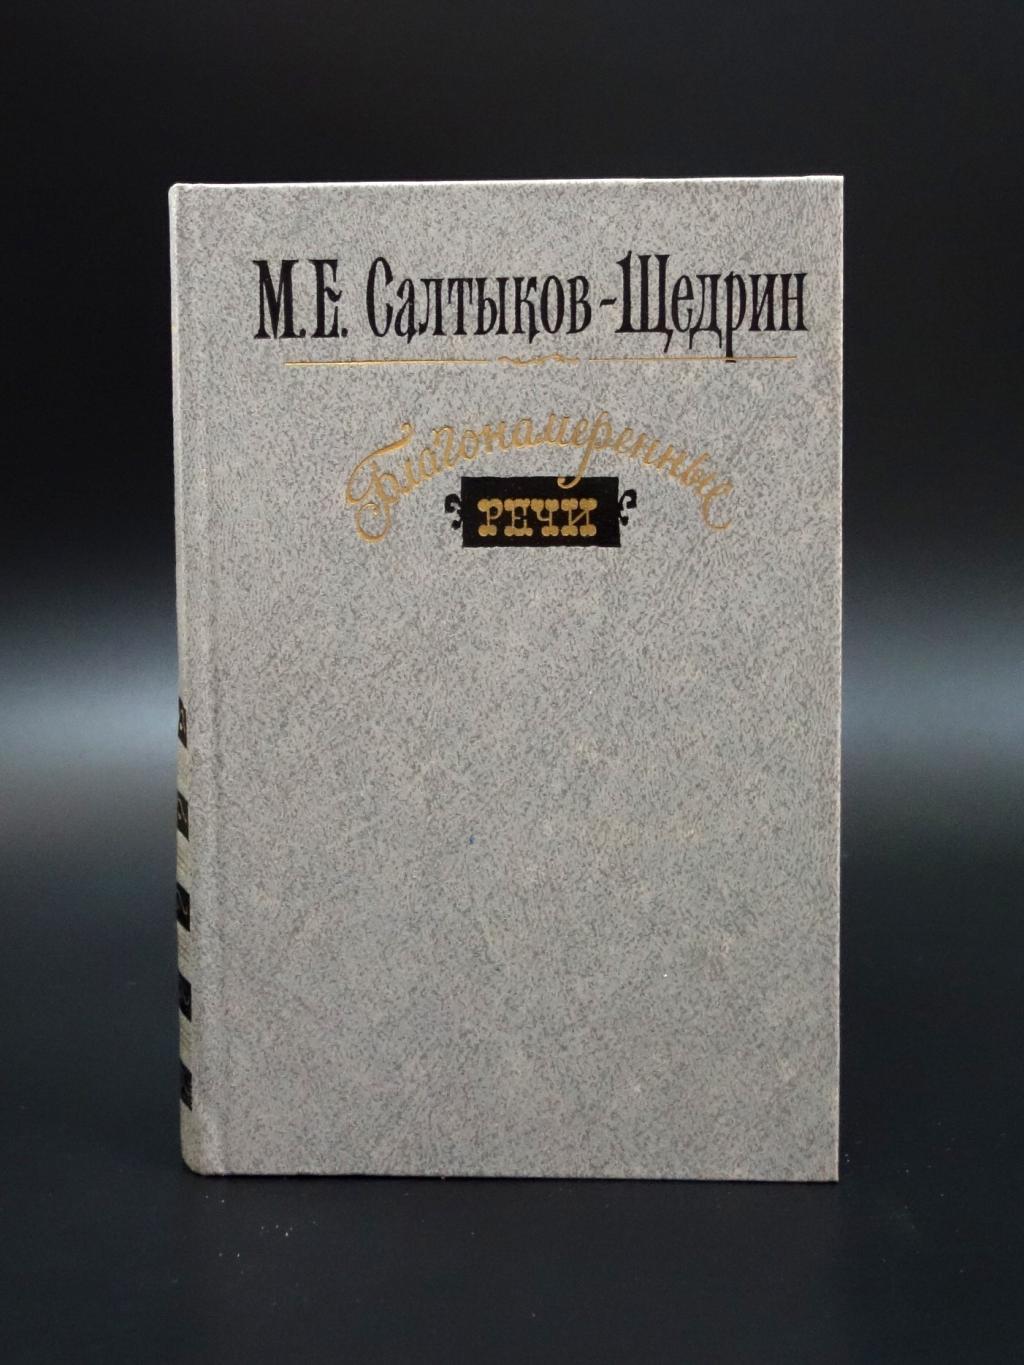 М.Е. Салтыков-Щедрин
Благонамеренные
РЕЧИ